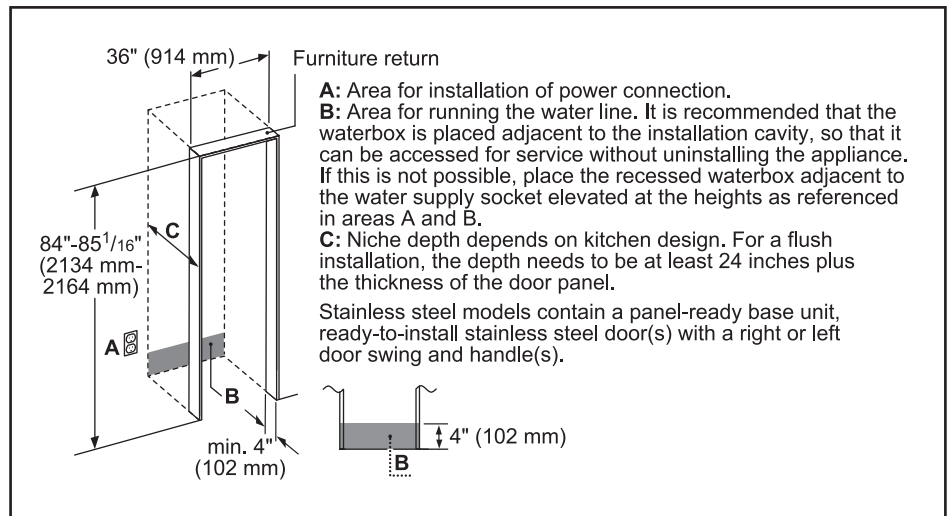 36" (914 mm)
Furniture return
A: Area for installation of power connection.
B: Area for running the water line. It is recommended that the
waterbox is placed adjacent to the installation cavity, so that it
can be accessed for service without uninstalling the appliance.
If this is not possible, place the recessed waterbox adjacent to
the water supply socket elevated at the heights as referenced
in areas A and B.
C: Niche depth depends on kitchen design. For a flush
installation, the depth needs to be at least 24 inches plus
the thickness of the door panel.
Stainless steel models contain a panel-ready base unit,
ready-to-install stainless steel door(s) with a right or left
door swing and handle(s).
C
84"-85 1/16"
(2134 mm-
2164 mm)
A
B
min. 4"
(102 mm)
4" (102 mm)
B